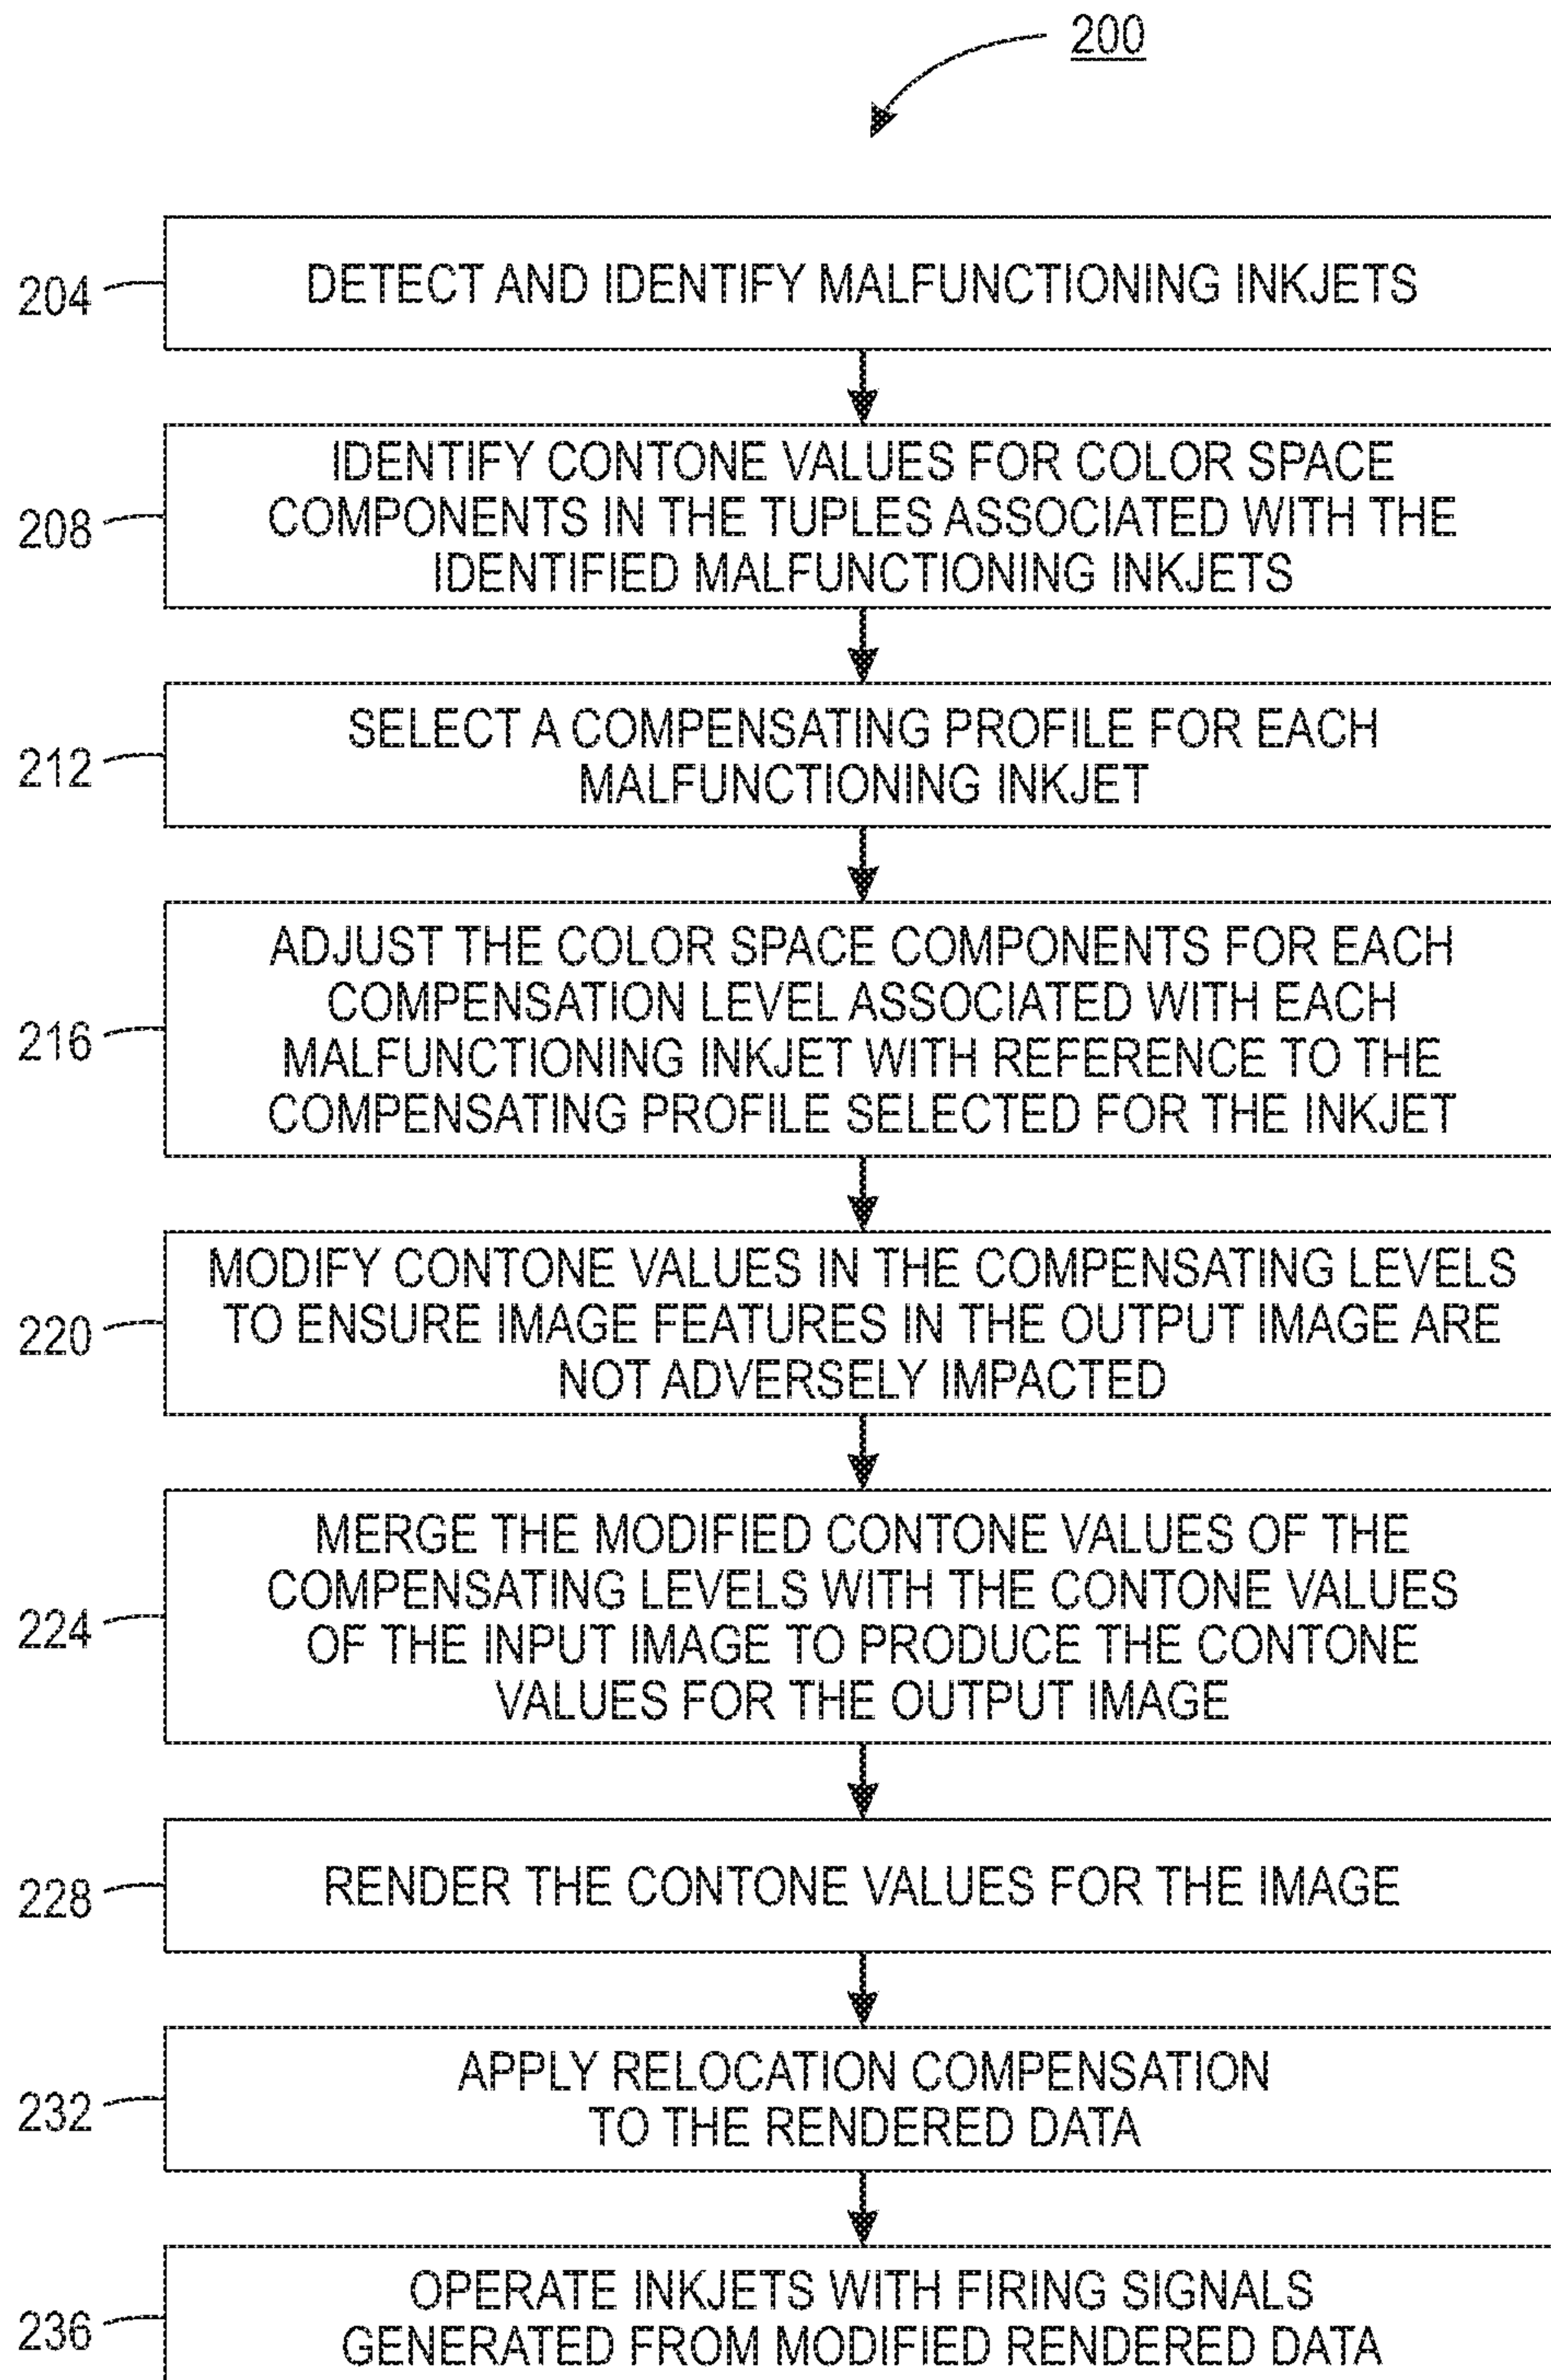 200
204
DETECT AND IDENTIFY MALFUNCTIONING INKJETS
208
IDENTIFY CONTONE VALUES FOR COLOR SPACE
COMPONENTS IN THE TUPLES ASSOCIATED WITH THE
IDENTIFIED MALFUNCTIONING INKJETS
212
SELECT A COMPENSATING PROFILE FOR EACH
MALFUNCTIONING INKJET
216
ADJUST THE COLOR SPACE COMPONENTS FOR EACH
COMPENSATION LEVEL ASSOCIATED WITH EACH
MALFUNCTIONING INKJET WITH REFERENCE TO THE
COMPENSATING PROFILE SELECTED FOR THE INKJET
220
MODIFY CONTONE VALUES IN THE COMPENSATING LEVELS
TO ENSURE IMAGE FEATURES IN THE OUTPUT IMAGE ARE
NOT ADVERSELY IMPACTED
224
MERGE THE MODIFIED CONTONE VALUES OF THE
COMPENSATING LEVELS WITH THE CONTONE VALUES
OF THE INPUT IMAGE TO PRODUCE THE CONTONE
VALUES FOR THE OUTPUT IMAGE
228
RENDER THE CONTONE VALUES FOR THE IMAGE
232
APPLY RELOCATION COMPENSATION
TO THE RENDERED DATA
236
OPERATE INKJETS WITH FIRING SIGNALS
GENERATED FROM MODIFIED RENDERED DATA